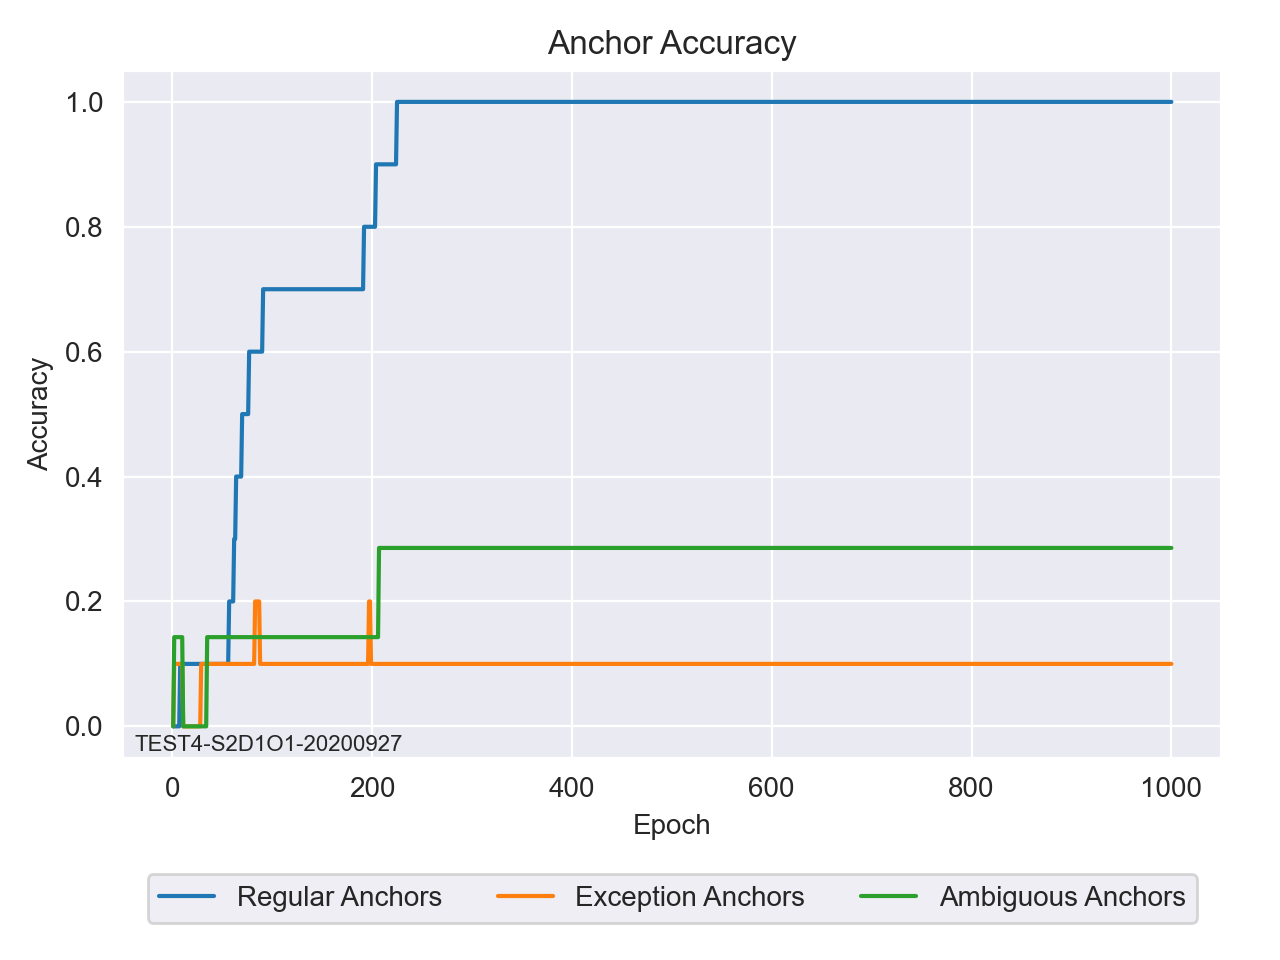 Anchor Accuracy
1.0
0.8
0.6
0.4
0.2
0.0
Accuracy
TEST4-S2D1O1-20200927
0 200 400 600 800 1000
Epoch
Regular Anchors Exception Anchors Ambiguous Anchors